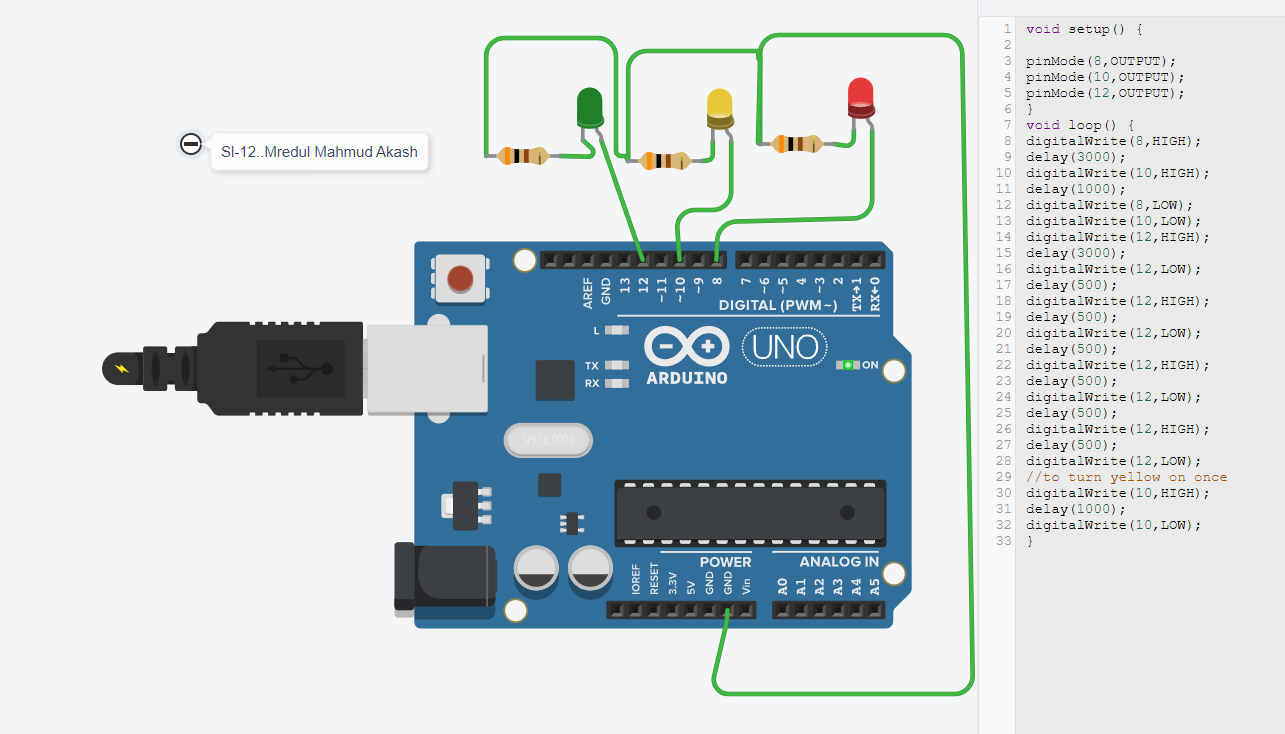 SI-12..Mredul Mahmud Akash
AREF
GND
13
12
~11
~10
~9
8
7
~6
~5
~4
~3
2
TX→1
RX←0
DIGITAL (PWM~)
L
TX
RX
ARDUINO
UNO
ON
SPK16.000G
POWER
ANALOG IN
IOREF
RESET
3.3V
5V
GND
GND
Vin
A0
A1
A2
A3
A4
A5
1 void setup() {
2
3 pinMode(8,OUTPUT);
4 pinMode(10,OUTPUT);
5 pinMode(12,OUTPUT);
6 }
7 void loop() {
8 digitalWrite(8,HIGH);
9 delay(3000);
10 digitalWrite(10,HIGH);
11 delay(1000);
12 digitalWrite(8,LOW);
13 digitalWrite(10,LOW);
14 digitalWrite(12,HIGH);
15 delay(3000);
16 digitalWrite(12,LOW);
17 delay(500);
18 digitalWrite(12,HIGH);
19 delay(500);
20 digitalWrite(12,LOW);
21 delay(500);
22 digitalWrite(12,HIGH);
23 delay(500);
24 digitalWrite(12,LOW);
25 delay(500);
26 digitalWrite(12,HIGH);
27 delay(500);
28 digitalWrite(12,LOW);
29 //to turn yellow on once
30 digitalWrite(10,HIGH);
31 delay(1000);
32 digitalWrite(10,LOW);
33 }